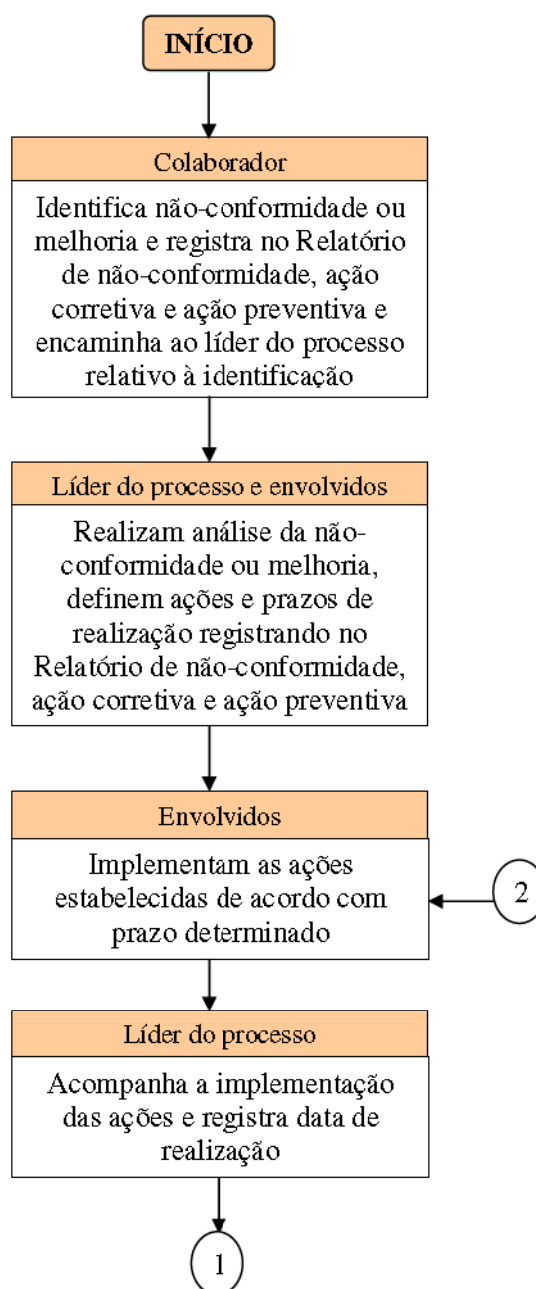 INÍCIO
Colaborador
Identifica não-conformidade ou
melhoria e registra no Relatório
de não-conformidade, ação
corretiva e ação preventiva e
encaminha ao líder do processo
relativo à identificação
Líder do processo e envolvidos
Realizam análise da não-
conformidade ou melhoria,
definem ações e prazos de
realização registrando no
Relatório de não-conformidade,
ação corretiva e ação preventiva
Envolvidos
Implementam as ações
estabelecidas de acordo com
prazo determinado
2
Líder do processo
Acompanha a implementação
das ações e registra data de
realização
1